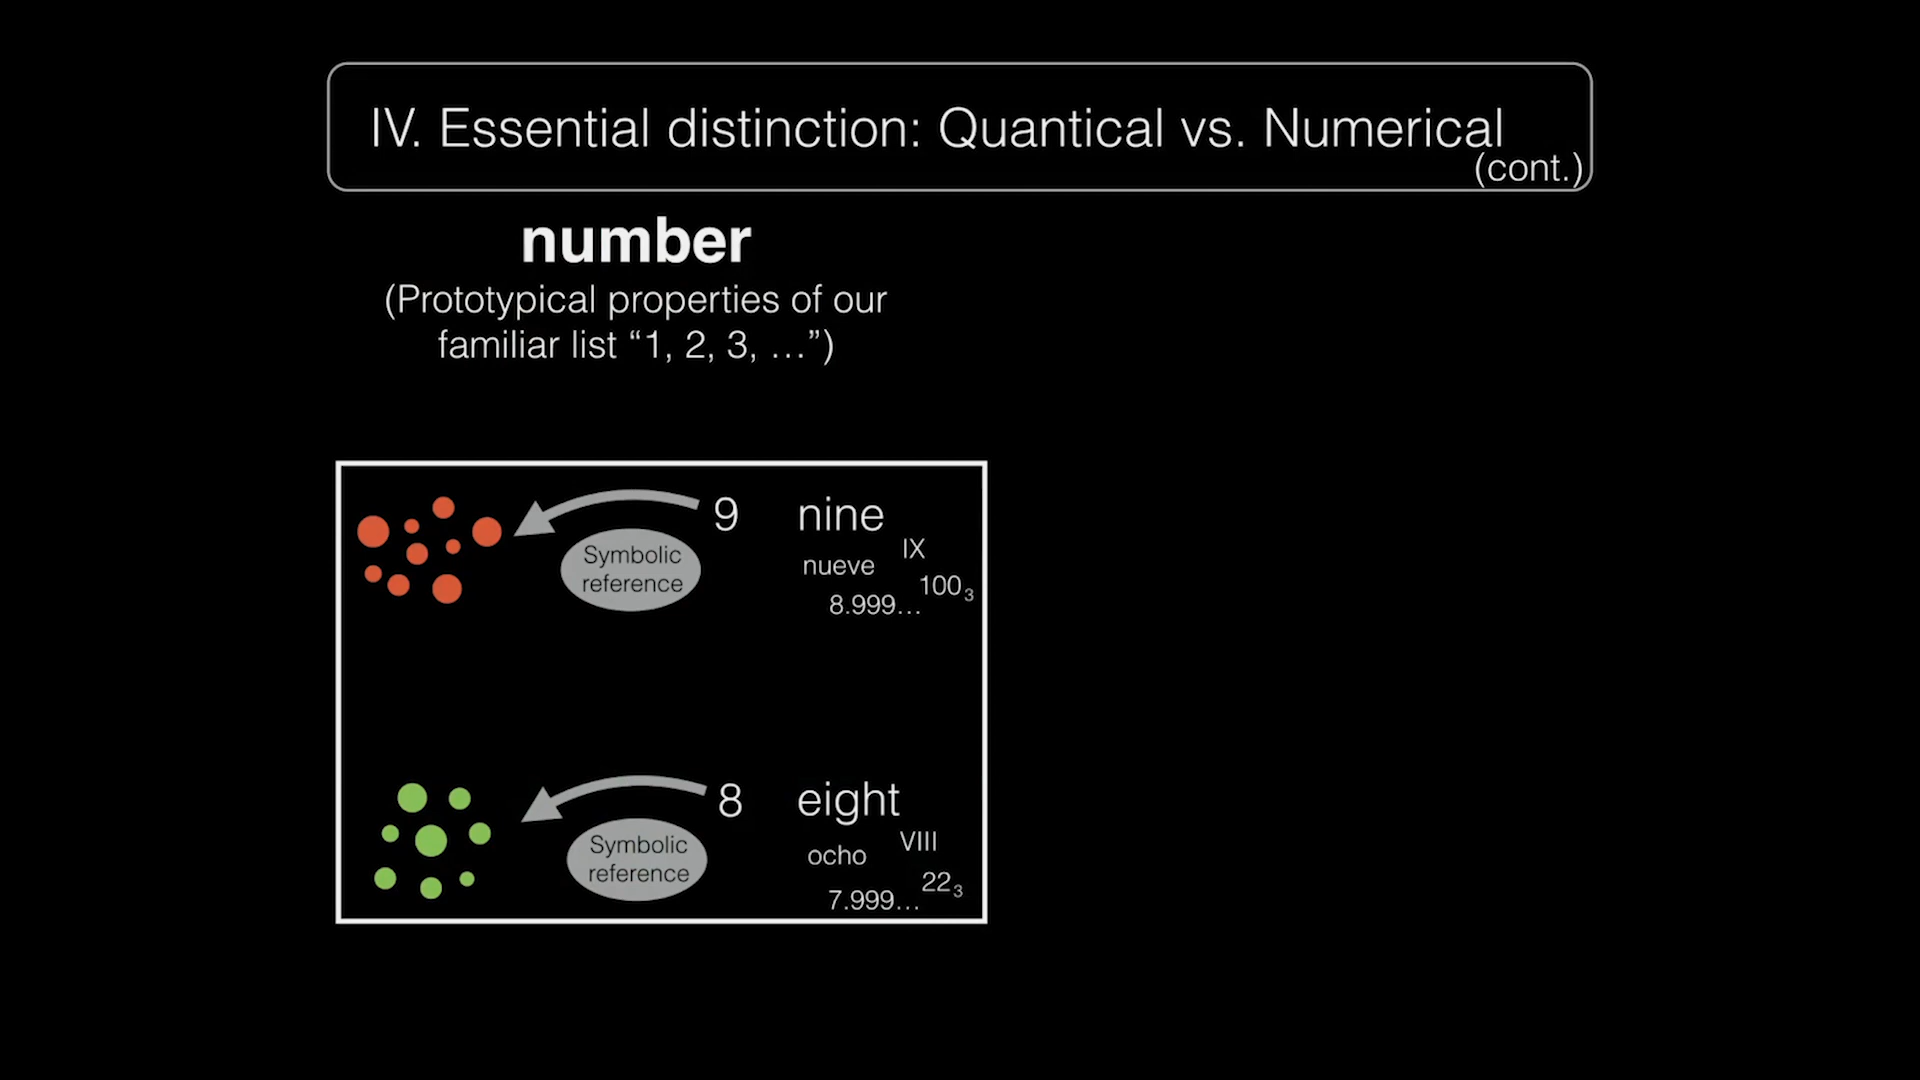 IV. Essential distinction: Quantical vs. Numerical
(cont.)
number
(Prototypical properties of our
familiar list “1, 2, 3, …”)
9 nine
Symbolic
reference
IX
nueve
100₃
8.999…
8 eight
Symbolic
reference
VIII
ocho
22₃
7.999…